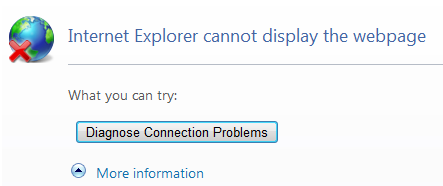 Internet Explorer cannot display the webpage
What you can try:
Diagnose Connection Problems
More information